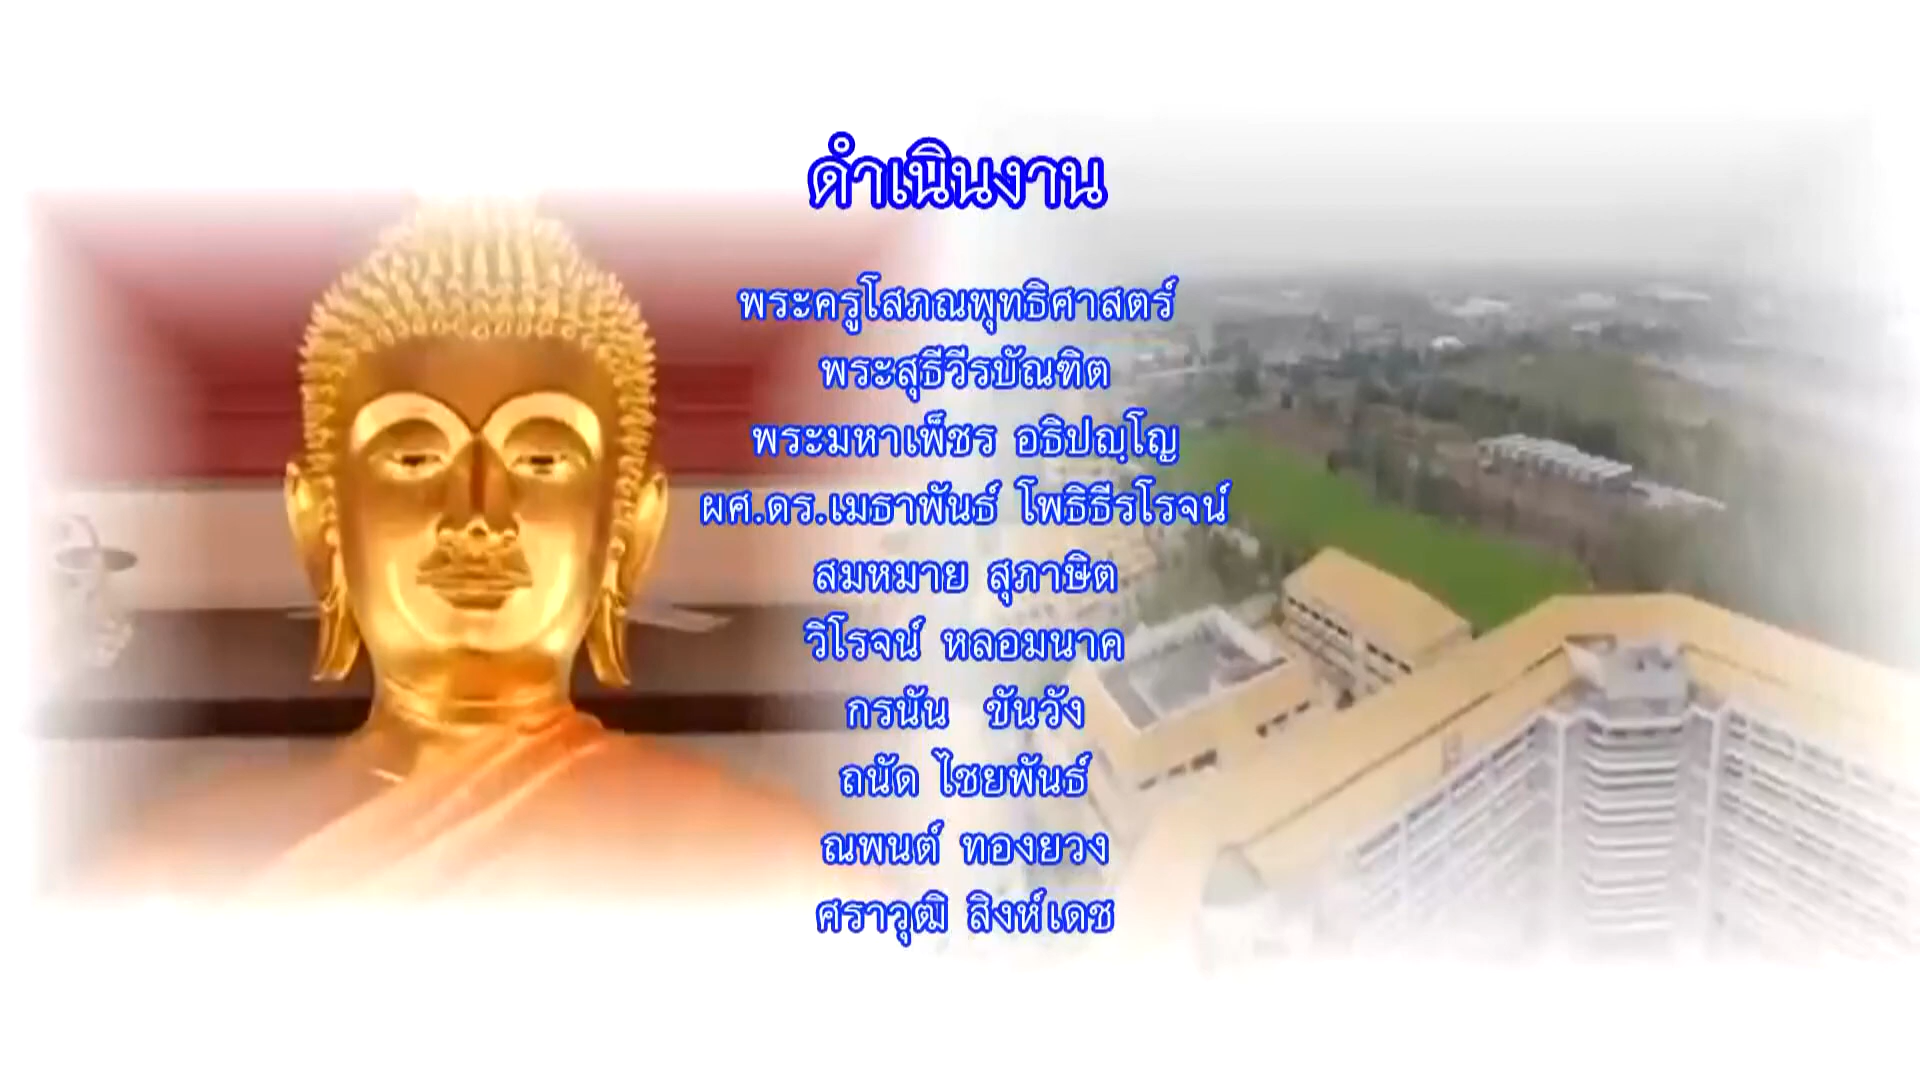 ดำเนินงาน
พระครูโสภณพุทธิศาสตร์
พระสุธีวีรบัณฑิต
พระมหาเพ็ชร อธิปญฺโญ
ผศ.ดร.เมธาพันธ์ โพธิธีรโรจน์
สมหมาย สุภาษิต
วิโรจน์ หลอมนาค
กรนัน ขันวัง
ถนัด ไชยพันธ์
ณพนต์ ทองยวง
ศราวุฒิ สิงห์เดช